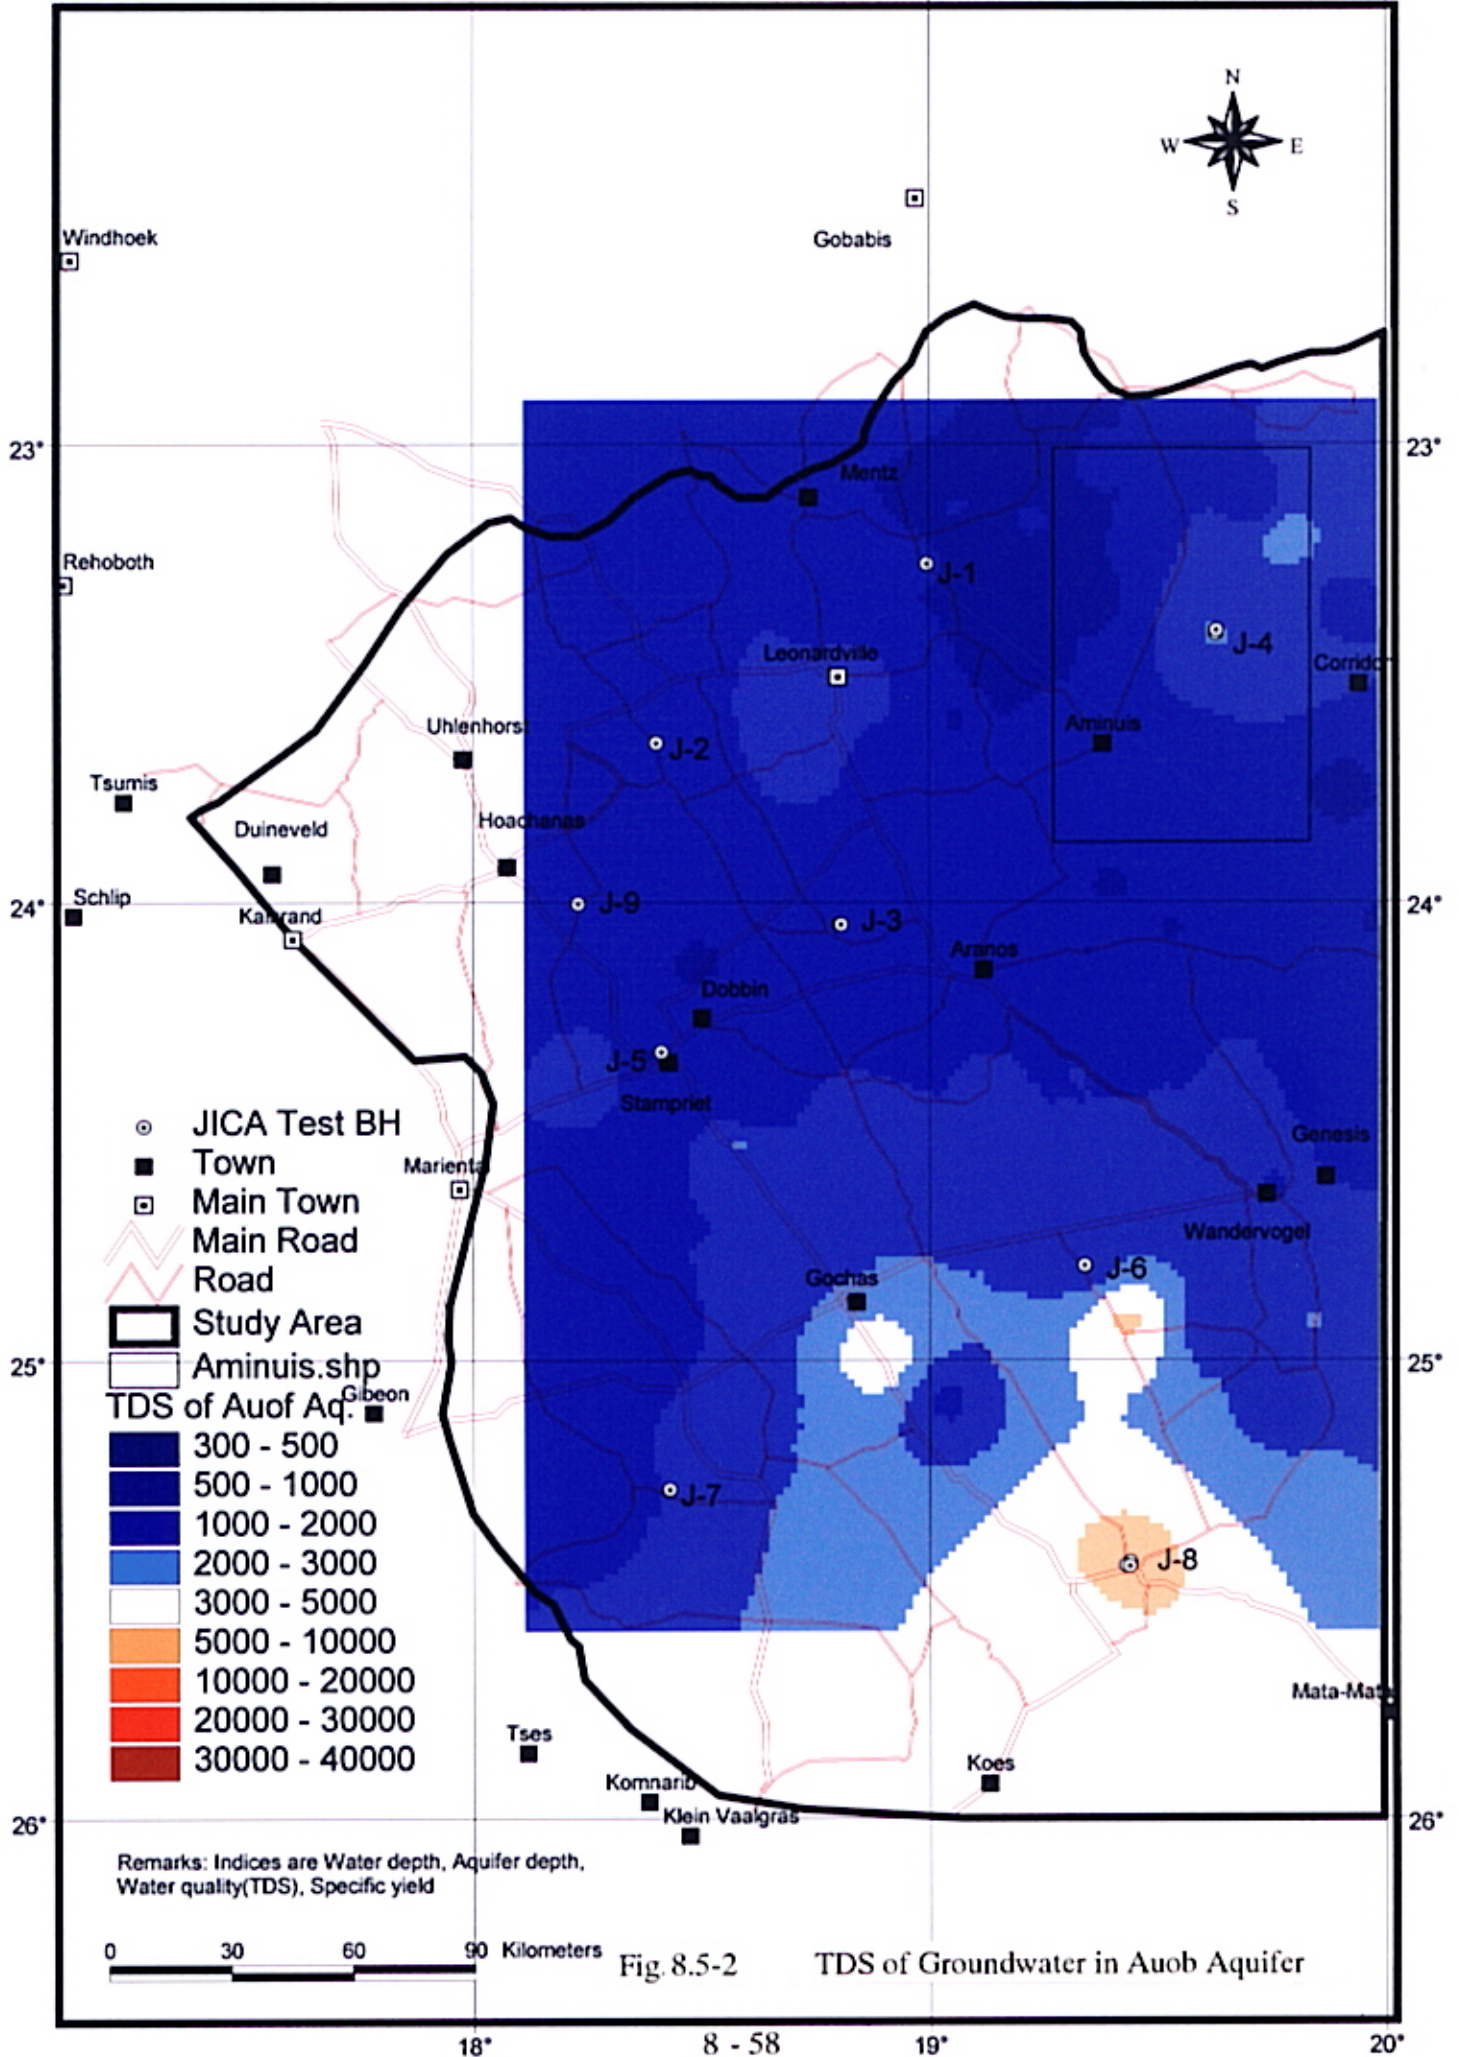 N
W E
S
Gobabis
Windhoek
23° 23°
Mentz
Rehoboth
J-1
J-4
Leonardville
Corridor
Uhlenhorst
Aminuis
J-2
Tsumis
Hoachanas
Duineveld
Schlip
J-9
24° 24°
Kalkrand
J-3
Aranos
Dobbin
J-5
Stampriet
JICA Test BH
Genesis
Town
Mariental
Main Town
Wandervogel
Main Road
J-6
Road
Gochas
Study Area
25° 25°
Aminuis.shp
Gibeon
TDS of Auof Aq.
300 - 500
500 - 1000
J-7
1000 - 2000
2000 - 3000
J-8
3000 - 5000
5000 - 10000
10000 - 20000
Mata-Mata
20000 - 30000
Tses
30000 - 40000
Koes
Komnarib
Klein Vaalgras
26° 26°
Remarks: Indices are Water depth, Aquifer depth,
Water quality(TDS), Specific yield
0 30 60 90 Kilometers
Fig. 8.5-2 TDS of Groundwater in Auob Aquifer
18° 8 - 58 19° 20°